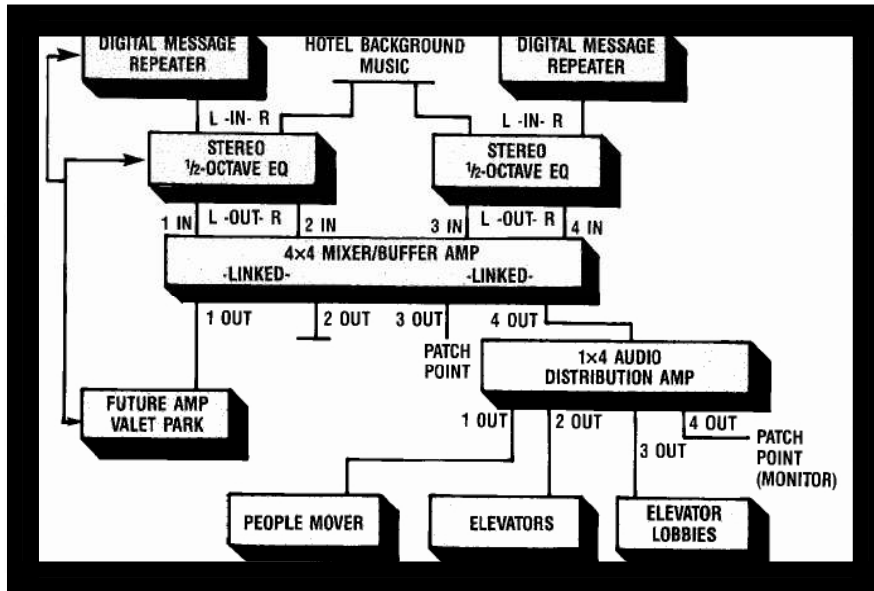 DIGITAL MESSAGE
REPEATER
HOTEL BACKGROUND
MUSIC
DIGITAL MESSAGE
REPEATER
L -IN- R
L -IN- R
STEREO
1/2-OCTAVE EQ
STEREO
1/2-OCTAVE EQ
1 IN
L -OUT- R
2 IN
3 IN
L -OUT- R
4 IN
4×4 MIXER/BUFFER AMP
-LINKED-
-LINKED-
1 OUT
2 OUT
3 OUT
4 OUT
PATCH
POINT
1×4 AUDIO
DISTRIBUTION AMP
FUTURE AMP
VALET PARK
1 OUT
2 OUT
3 OUT
4 OUT
PATCH
POINT
(MONITOR)
PEOPLE MOVER
ELEVATORS
ELEVATOR
LOBBIES